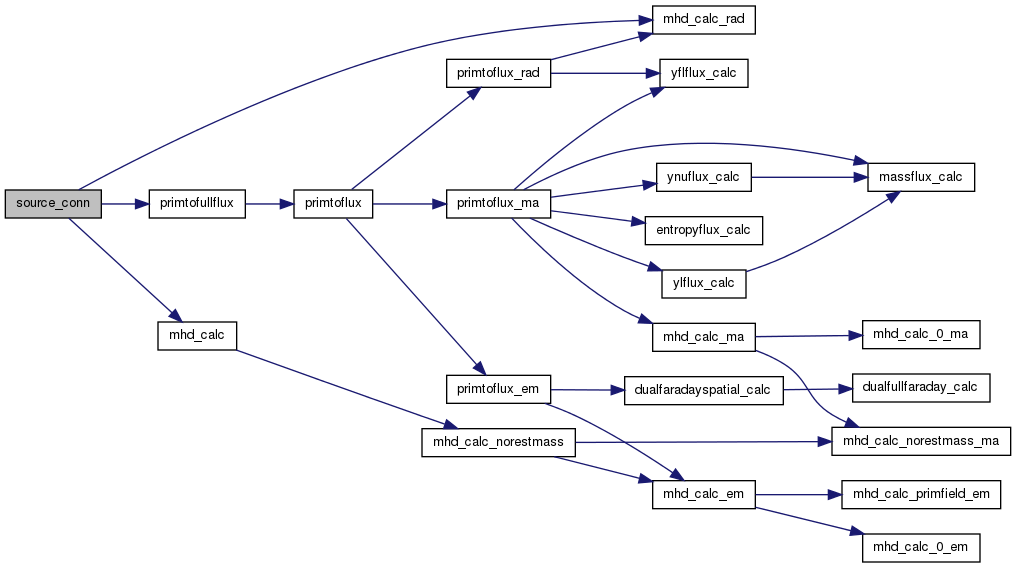 mhd_calc_rad
primtoflux_rad
yflflux_calc
ynuflux_calc
massflux_calc
source_conn
primtofullflux
primtoflux
primtoflux_ma
entropyflux_calc
ylflux_calc
mhd_calc
mhd_calc_ma
mhd_calc_0_ma
primtoflux_em
dualfaradayspatial_calc
dualfullfaraday_calc
mhd_calc_norestmass
mhd_calc_norestmass_ma
mhd_calc_em
mhd_calc_primfield_em
mhd_calc_0_em